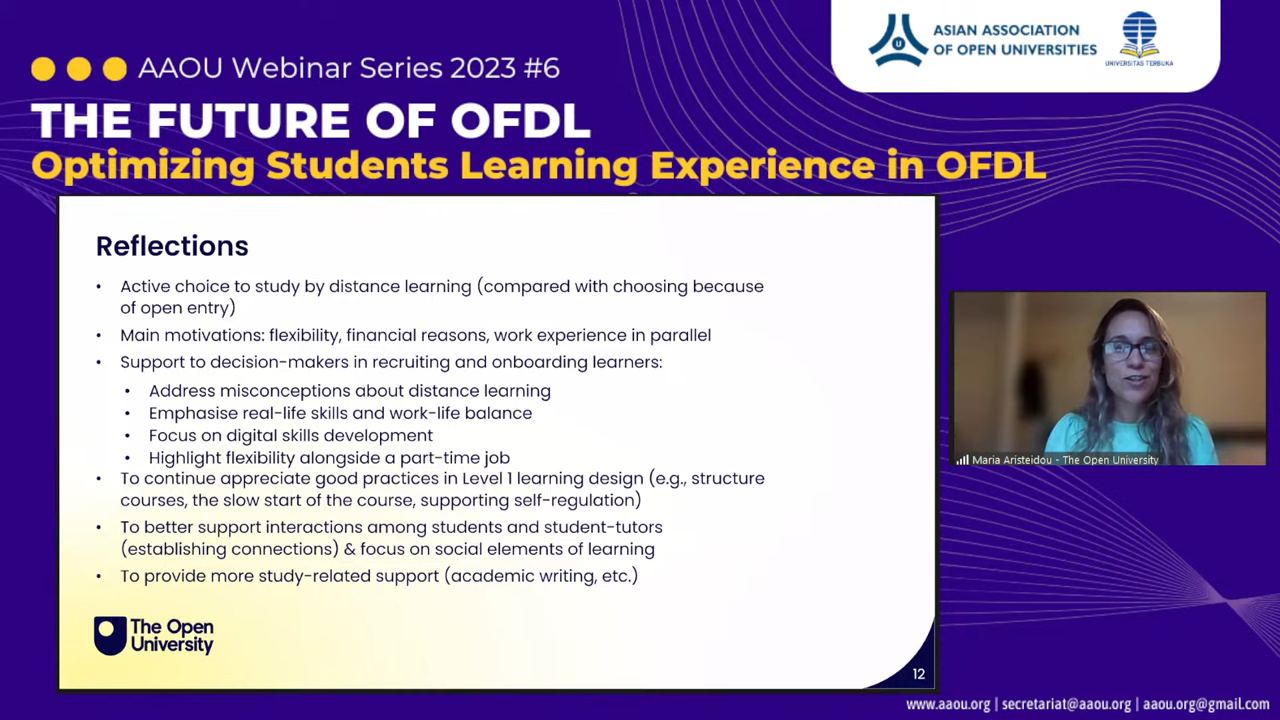 AAOU Webinar Series 2023 #6
THE FUTURE OF OFDL
Optimizing Students Learning Experience in OFDL
ASIAN ASSOCIATION
OF OPEN UNIVERSITIES
U
UNIVERSITAS TERBUKA
Reflections
• Active choice to study by distance learning (compared with choosing because
of open entry)
• Main motivations: flexibility, financial reasons, work experience in parallel
• Support to decision-makers in recruiting and onboarding learners:
• Address misconceptions about distance learning
• Emphasise real-life skills and work-life balance
• Focus on digital skills development
• Highlight flexibility alongside a part-time job
• To continue appreciate good practices in Level 1 learning design (e.g., structure
courses, the slow start of the course, supporting self-regulation)
• To better support interactions among students and student-tutors
(establishing connections) & focus on social elements of learning
• To provide more study-related support (academic writing, etc.)
The Open
University
12
Maria Aristeidou - The Open University
www.aaou.org | secretariat@aaou.org | aaou.org@gmail.com